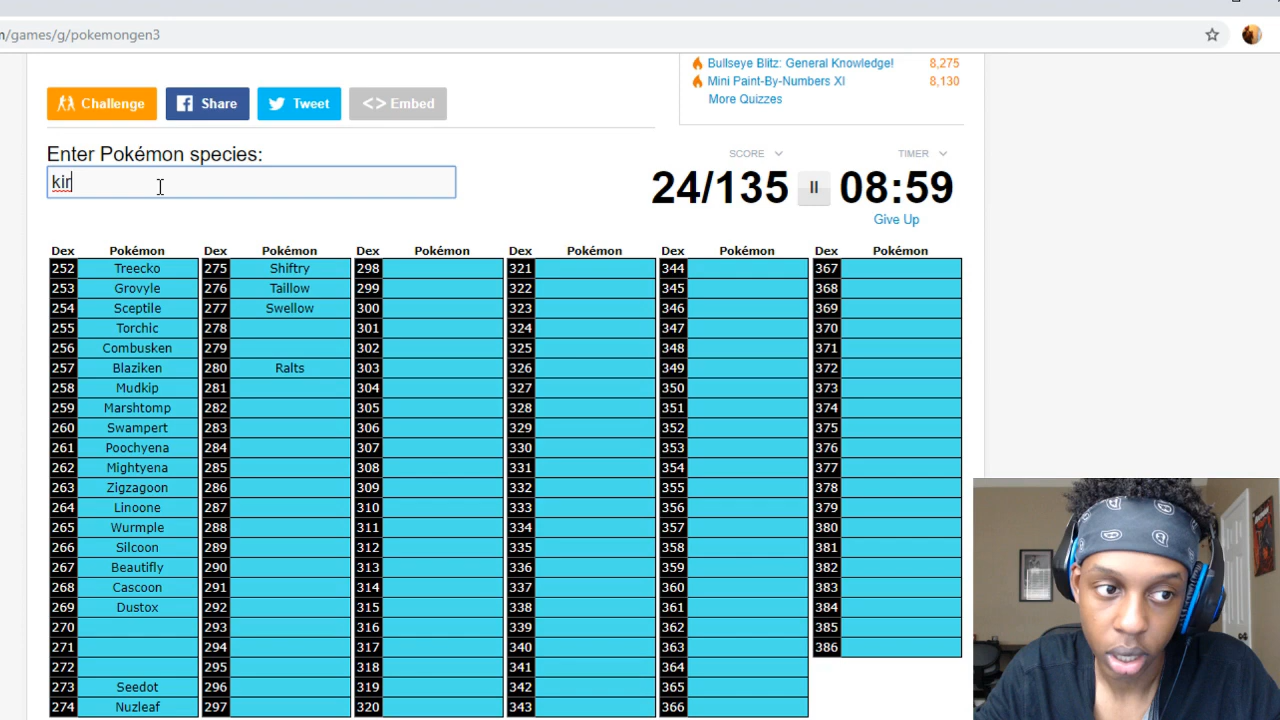 m/games/g/pokemongen3
Bullseye Blitz: General Knowledge! 8,275
Mini Paint-By-Numbers XI 8,130
More Quizzes
Challenge Share Tweet <> Embed
Enter Pokémon species:
SCORE TIMER
kir
24/135 08:59
Give Up
Dex Pokémon Dex Pokémon Dex Pokémon Dex Pokémon Dex Pokémon Dex Pokémon
252 Treecko 275 Shiftry 298 321 344 367
253 Grovyle 276 Taillow 299 322 345 368
254 Sceptile 277 Swellow 300 323 346 369
255 Torchic 278 301 324 347 370
256 Combusken 279 302 325 348 371
257 Blaziken 280 Ralts 303 326 349 372
258 Mudkip 281 304 327 350 373
259 Marshtomp 282 305 328 351 374
260 Swampert 283 306 329 352 375
261 Poochyena 284 307 330 353 376
262 Mightyena 285 308 331 354 377
263 Zigzagoon 286 309 332 355 378
264 Linoone 287 310 333 356 379
265 Wurmple 288 311 334 357 380
266 Silcoon 289 312 335 358 381
267 Beautifly 290 313 336 359 382
268 Cascoon 291 314 337 360 383
269 Dustox 292 315 338 361 384
270 293 316 339 362 385
271 294 317 340 363 386
272 295 318 341 364
273 Seedot 296 319 342 365
274 Nuzleaf 297 320 343 366